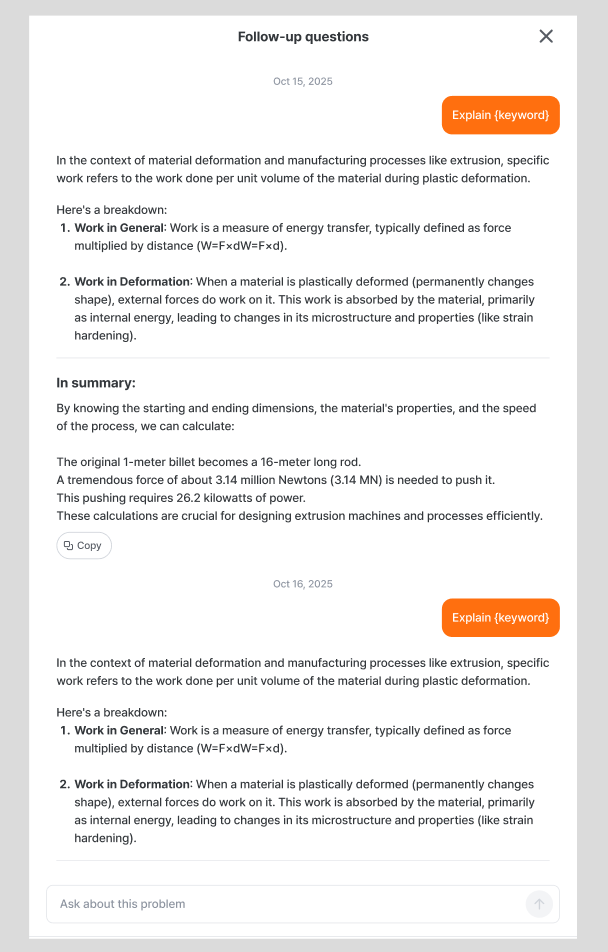 Follow-up questions
Oct 15, 2025
Explain {keyword}
In the context of material deformation and manufacturing processes like extrusion, specific
work refers to the work done per unit volume of the material during plastic deformation.
Here's a breakdown:
1. Work in General: Work is a measure of energy transfer, typically defined as force
multiplied by distance (W=F×dW=F×d).
2. Work in Deformation: When a material is plastically deformed (permanently changes
shape), external forces do work on it. This work is absorbed by the material, primarily
as internal energy, leading to changes in its microstructure and properties (like strain
hardening).
In summary:
By knowing the starting and ending dimensions, the material's properties, and the speed
of the process, we can calculate:
The original 1-meter billet becomes a 16-meter long rod.
A tremendous force of about 3.14 million Newtons (3.14 MN) is needed to push it.
This pushing requires 26.2 kilowatts of power.
These calculations are crucial for designing extrusion machines and processes efficiently.
Copy
Oct 16, 2025
Explain {keyword}
In the context of material deformation and manufacturing processes like extrusion, specific
work refers to the work done per unit volume of the material during plastic deformation.
Here's a breakdown:
1. Work in General: Work is a measure of energy transfer, typically defined as force
multiplied by distance (W=F×dW=F×d).
2. Work in Deformation: When a material is plastically deformed (permanently changes
shape), external forces do work on it. This work is absorbed by the material, primarily
as internal energy, leading to changes in its microstructure and properties (like strain
hardening).
Ask about this problem